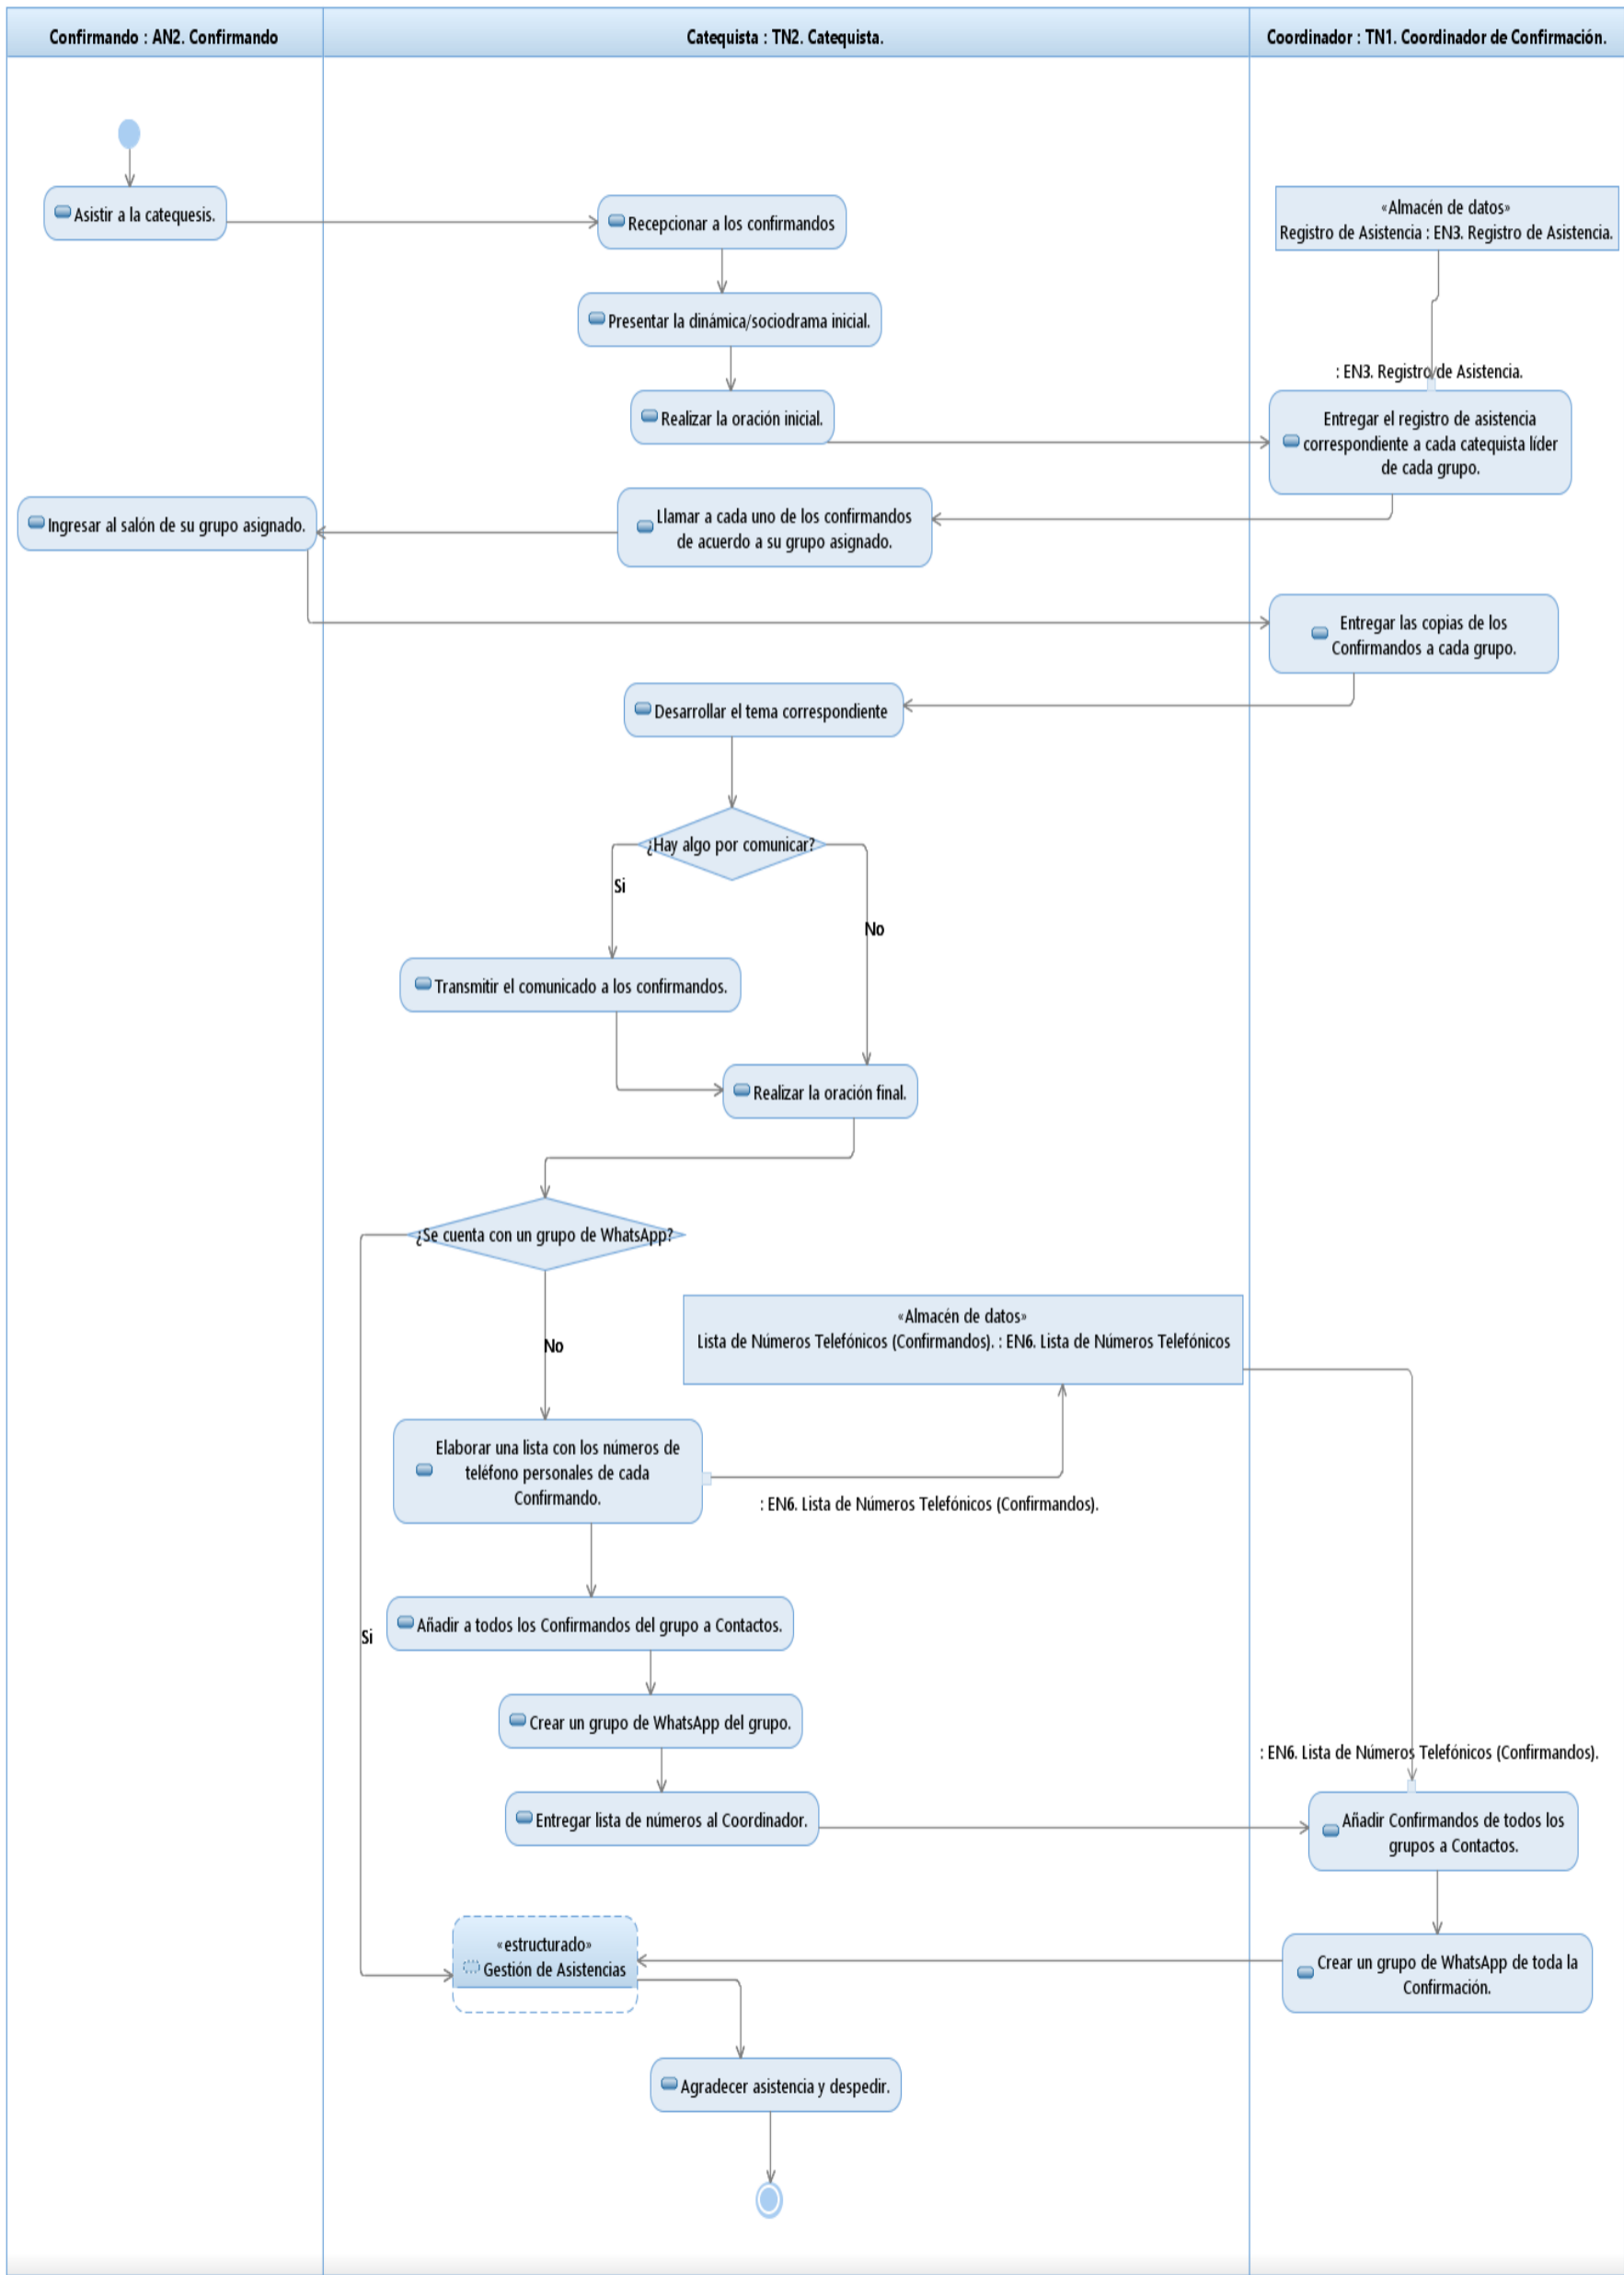 Confirmando : AN2. Confirmando
Catequista : TN2. Catequista.
Coordinador : TN1. Coordinador de Confirmación.
Asistir a la catequesis.
Recepcionar a los confirmandos
«Almacén de datos»
Registro de Asistencia : EN3. Registro de Asistencia.
Presentar la dinámica/sociodrama inicial.
: EN3. Registro de Asistencia.
Realizar la oración inicial.
Entregar el registro de asistencia
correspondiente a cada catequista líder
de cada grupo.
Llamar a cada uno de los confirmandos
de acuerdo a su grupo asignado.
Ingresar al salón de su grupo asignado.
Entregar las copias de los
Confirmandos a cada grupo.
Desarrollar el tema correspondiente
¿Hay algo por comunicar?
Si
No
Transmitir el comunicado a los confirmandos.
Realizar la oración final.
¿Se cuenta con un grupo de WhatsApp?
No
«Almacén de datos»
Lista de Números Telefónicos (Confirmandos). : EN6. Lista de Números Telefónicos
Elaborar una lista con los números de
teléfono personales de cada
Confirmando.
: EN6. Lista de Números Telefónicos (Confirmandos).
Añadir a todos los Confirmandos del grupo a Contactos.
Si
Crear un grupo de WhatsApp del grupo.
: EN6. Lista de Números Telefónicos (Confirmandos).
Entregar lista de números al Coordinador.
Añadir Confirmandos de todos los
grupos a Contactos.
«estructurado»
Gestión de Asistencias
Crear un grupo de WhatsApp de toda la
Confirmación.
Agradecer asistencia y despedir.